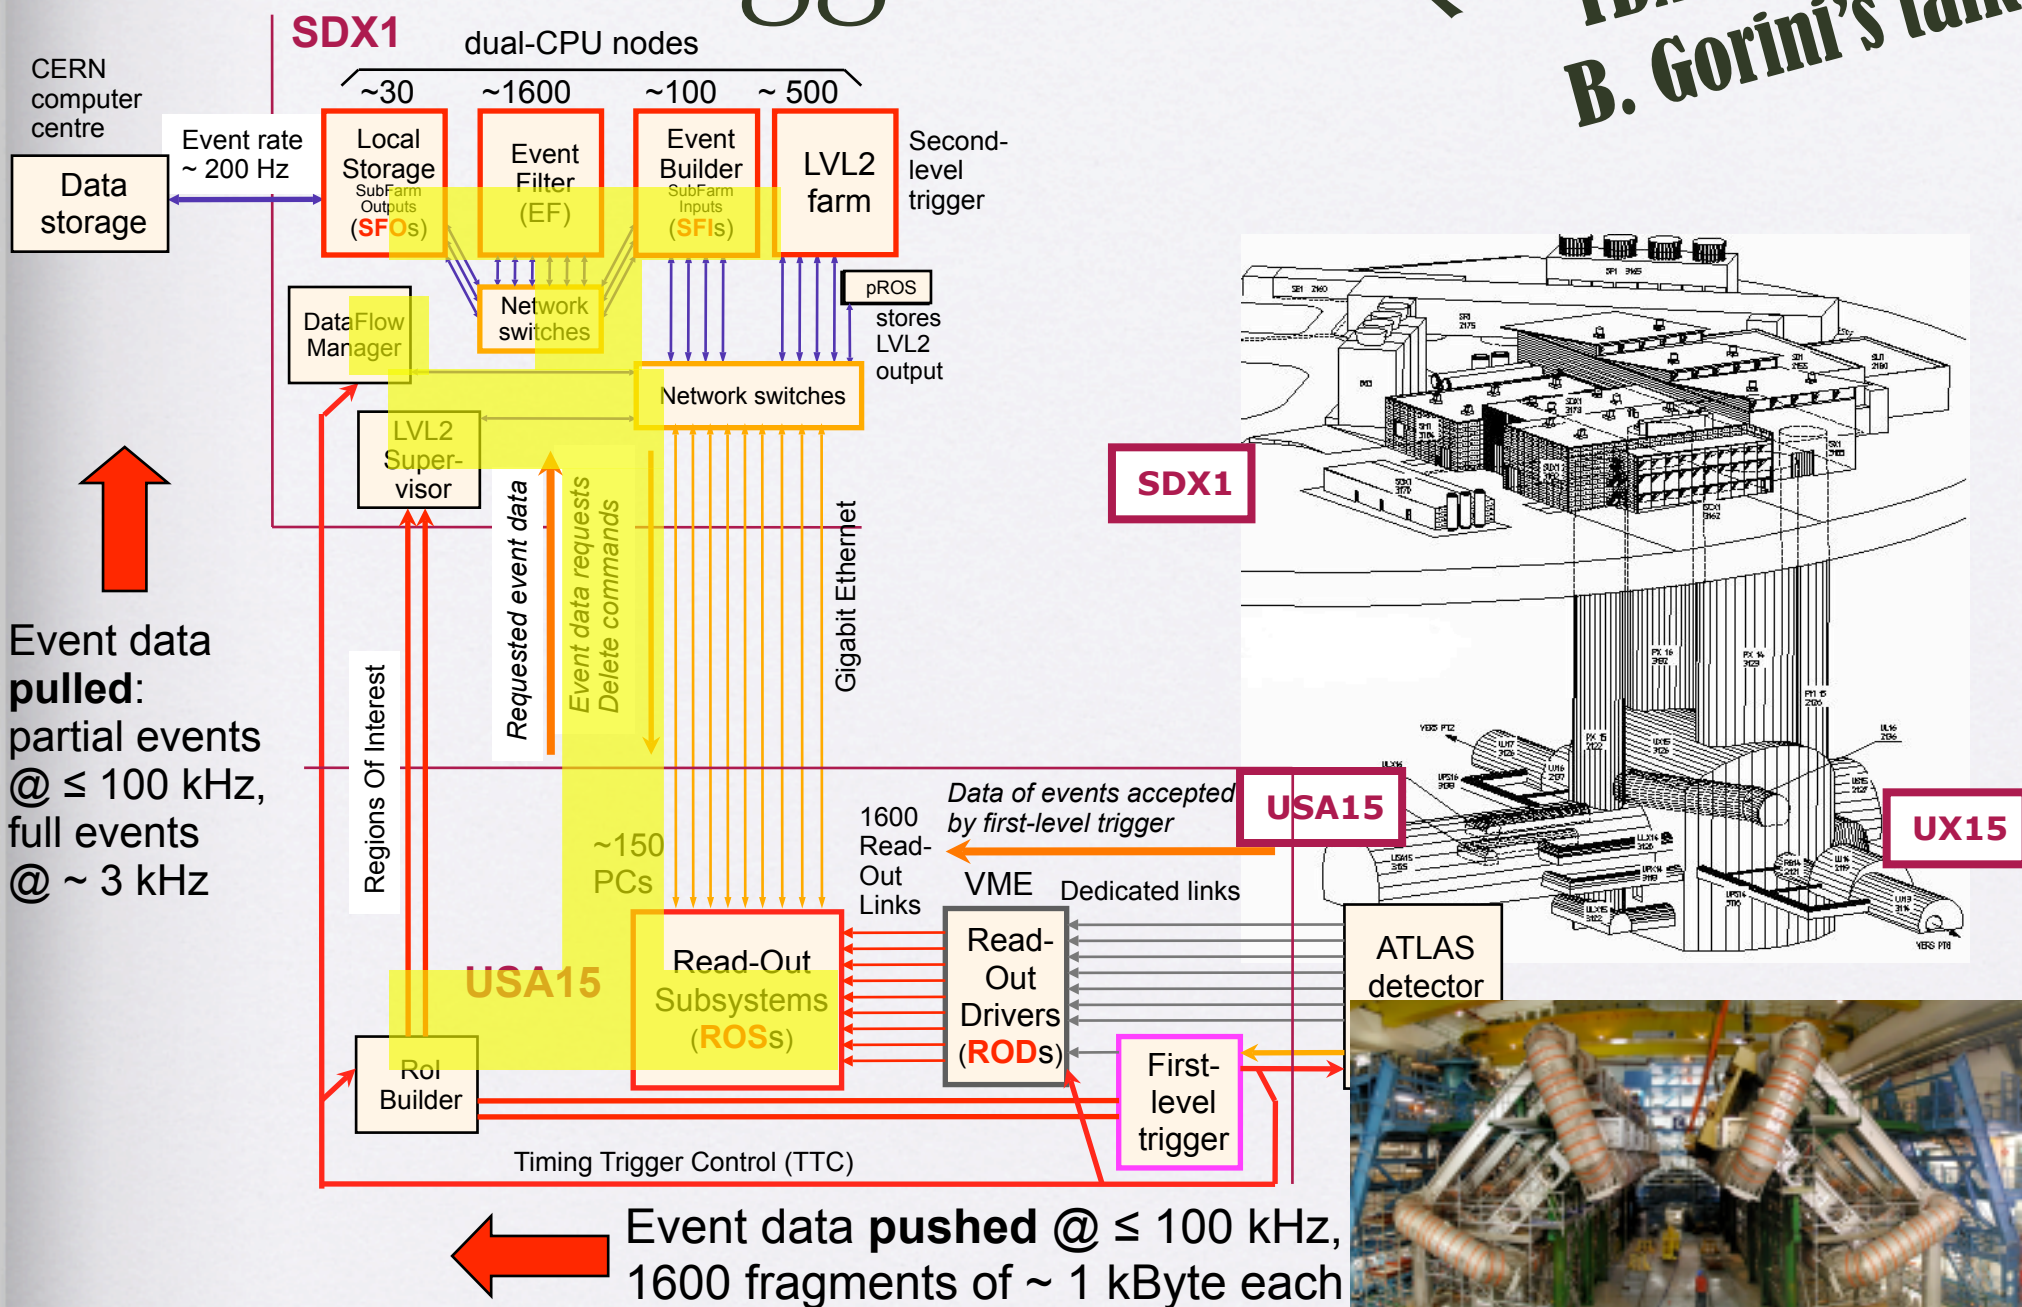 B. Gorini's talk
SDX1
dual-CPU nodes
CERN
computer
centre
~30
~1600
~100
~ 500
Event rate
~ 200 Hz
Data
storage
Local
Storage
SubFarm
Outputs
(SFOs)
Event
Filter
(EF)
Event
Builder
SubFarm
Inputs
(SFIs)
LVL2
farm
Second-
level
trigger
DataFlow
Manager
Network
switches
pROS
stores
LVL2
output
Network switches
LVL2
Super-
visor
Event data
pulled:
partial events
@ ≤ 100 kHz,
full events
@ ~ 3 kHz
Regions Of Interest
Requested event data
Event data requests
Delete commands
Gigabit Ethernet
SDX1
USA15
UX15
~150
PCs
1600
Read-
Out
Links
Data of events accepted
by first-level trigger
VME
Dedicated links
USA15
Read-Out
Subsystems
(ROSs)
Read-
Out
Drivers
(RODs)
ATLAS
detector
RoI
Builder
First-
level
trigger
Timing Trigger Control (TTC)
Event data pushed @ ≤ 100 kHz,
1600 fragments of ~ 1 kByte each